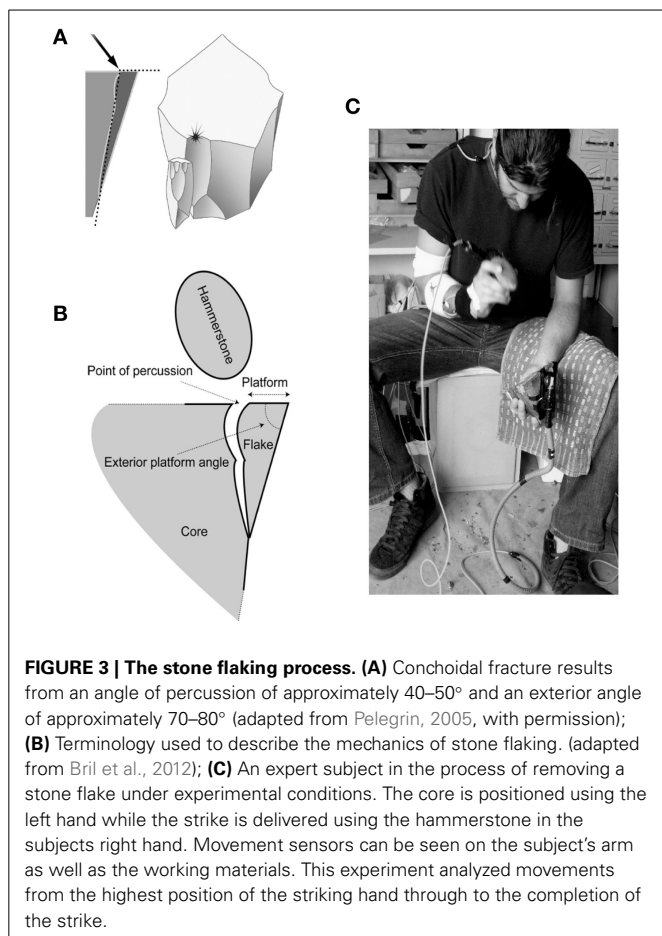 A
C
B
Hammerstone
Point of percussion
Platform
Flake
Exterior platform angle
Core
FIGURE 3 | The stone flaking process. (A) Conchoidal fracture results
from an angle of percussion of approximately 40–50° and an exterior angle
of approximately 70–80° (adapted from Pelegrin, 2005, with permission);
(B) Terminology used to describe the mechanics of stone flaking. (adapted
from Bril et al., 2012); (C) An expert subject in the process of removing a
stone flake under experimental conditions. The core is positioned using the
left hand while the strike is delivered using the hammerstone in the
subjects right hand. Movement sensors can be seen on the subject's arm
as well as the working materials. This experiment analyzed movements
from the highest position of the striking hand through to the completion of
the strike.